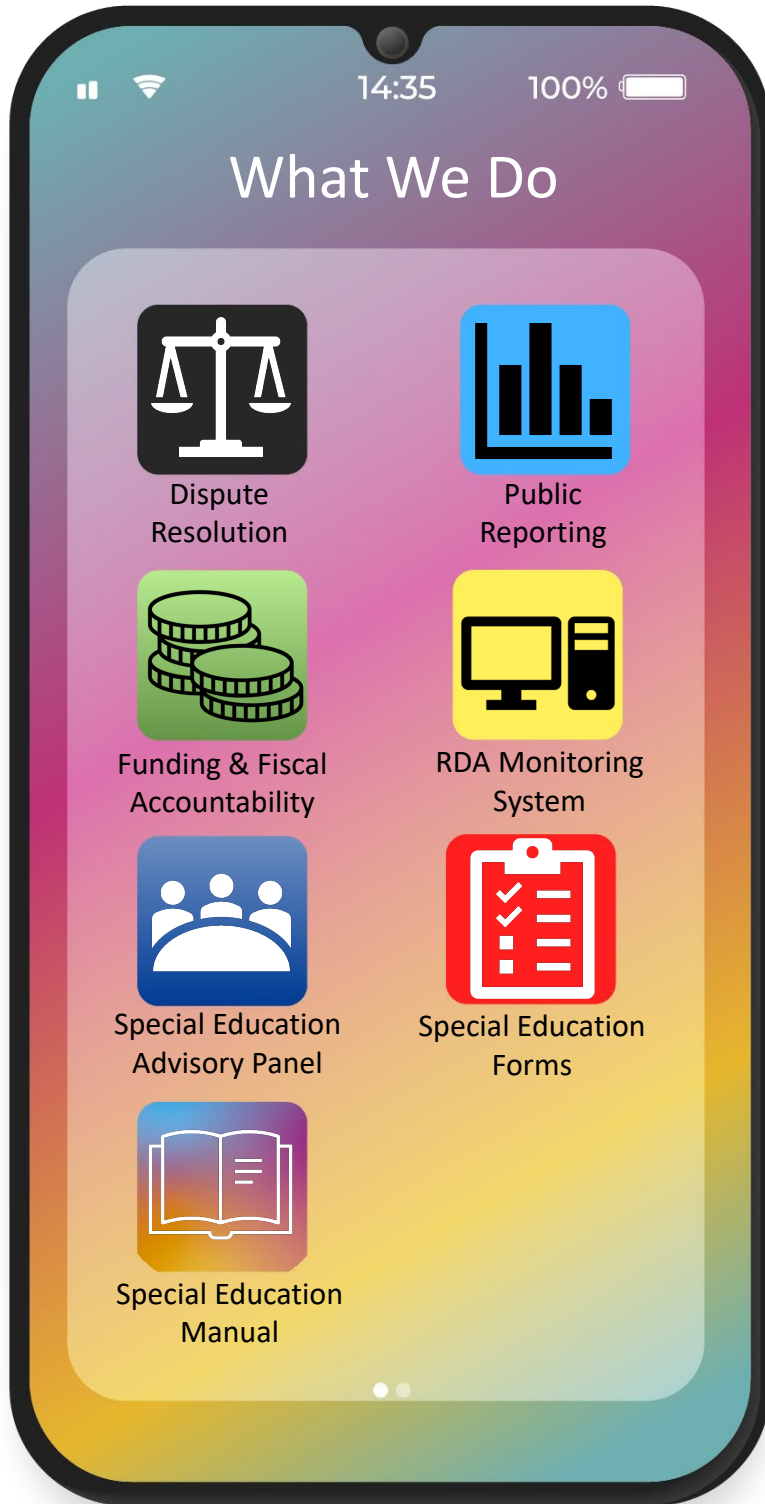 14:35
100%
What We Do
Dispute
Resolution
Public
Reporting
Funding & Fiscal
Accountability
RDA Monitoring
System
Special Education
Advisory Panel
Special Education
Forms
Special Education
Manual